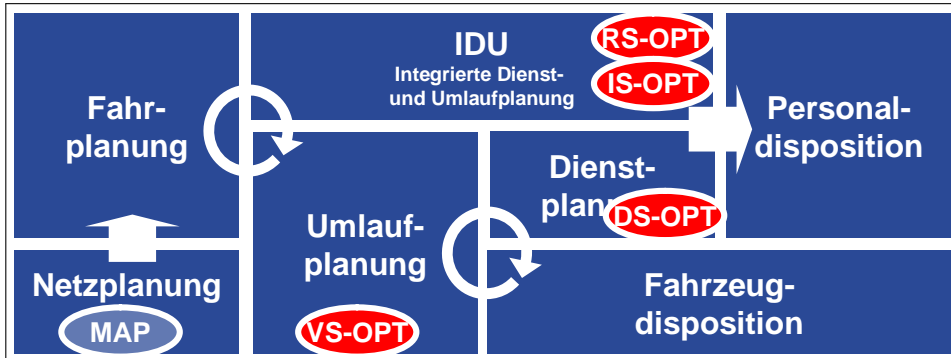 IDU
Integrierte Dienst-
und Umlaufplanung
RS-OPT
IS-OPT
Fahr-
planung
Personal-
disposition
Dienst-
planu
DS-OPT
Umlauf-
planung
VS-OPT
Netzplanung
MAP
Fahrzeug-
disposition